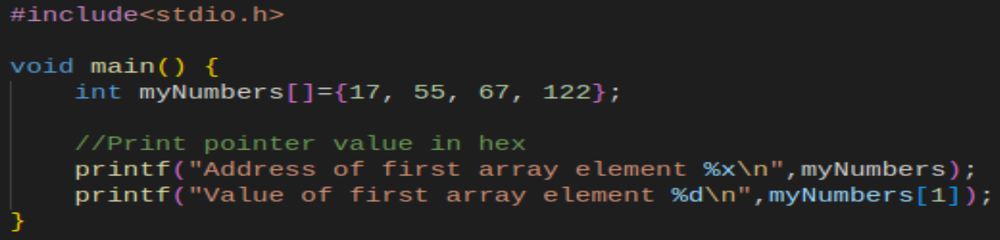 #include<stdio.h>
void main() {
    int myNumbers[]={17, 55, 67, 122};
    //Print pointer value in hex
    printf("Address of first array element %x\n",myNumbers);
    printf("Value of first array element %d\n",myNumbers[1]);
}